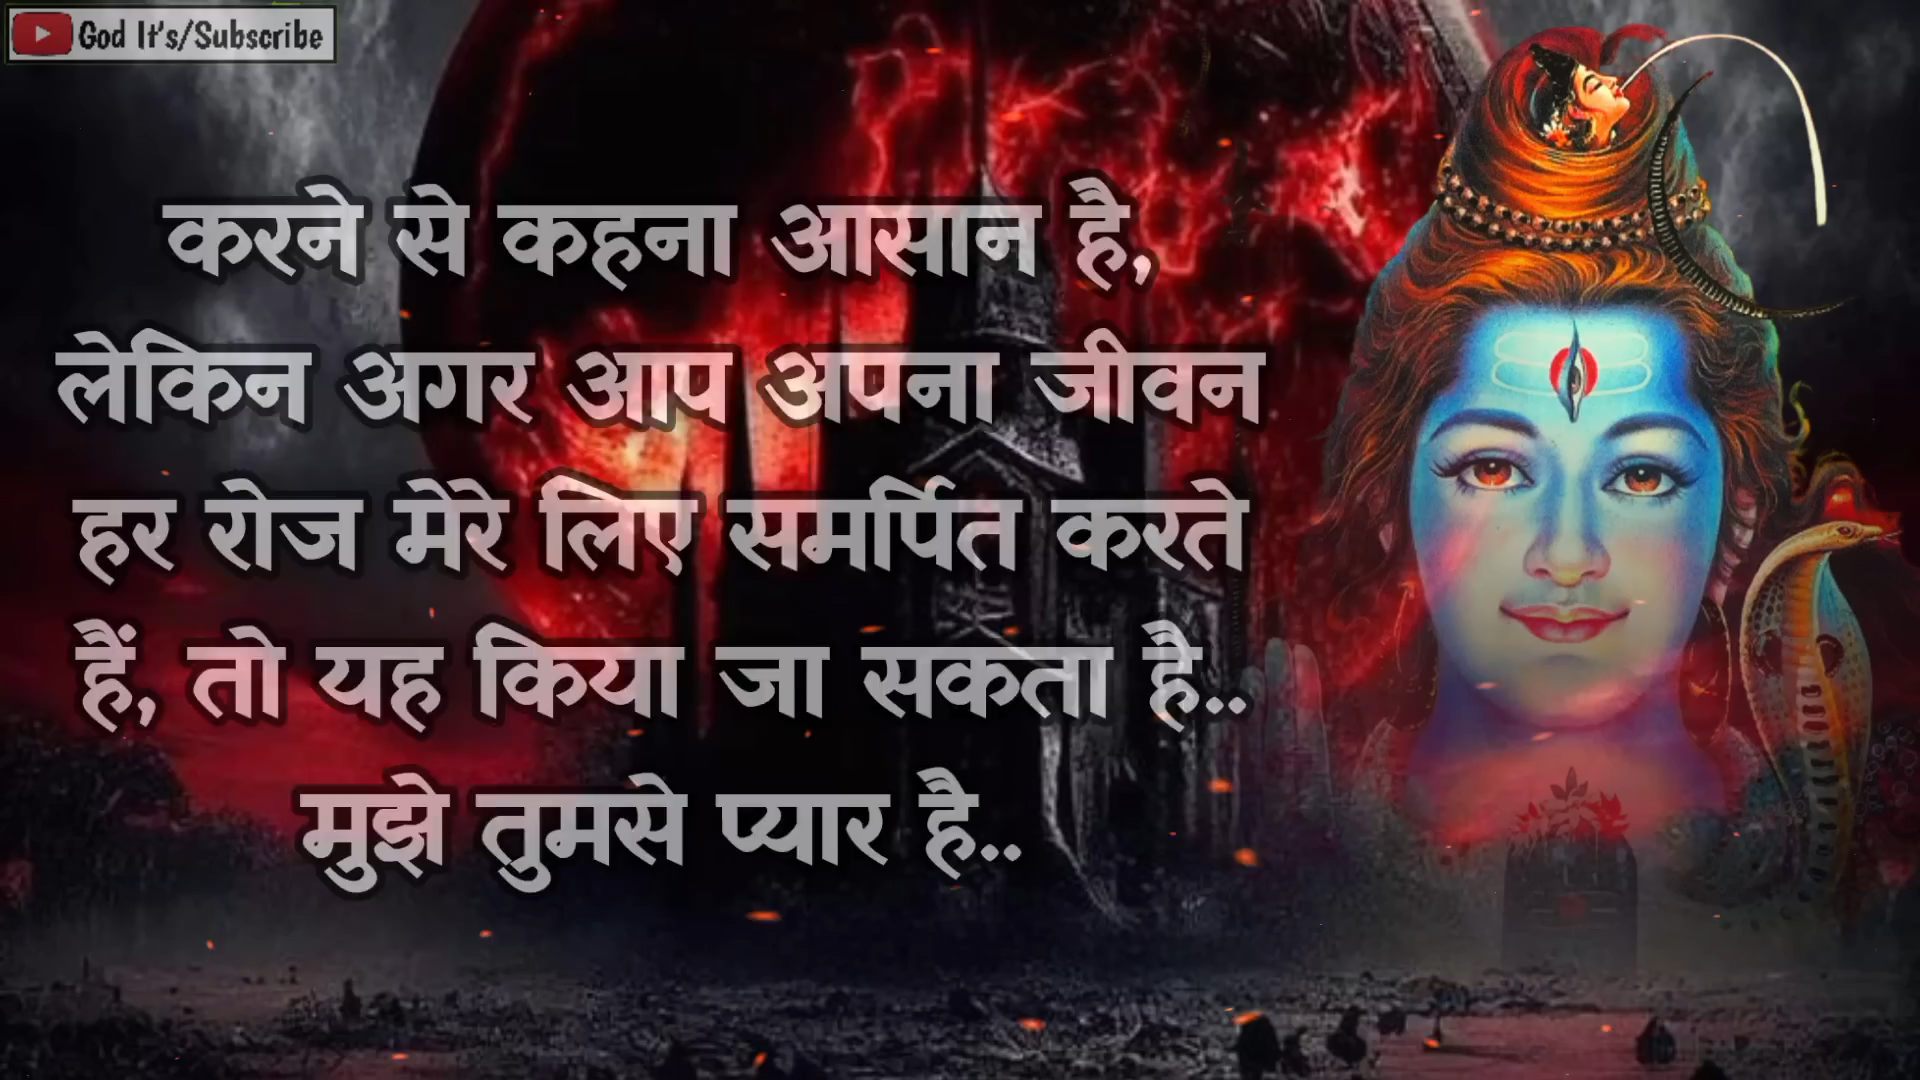 God It's/Subscribe
करने से कहना आसान है,
लेकिन अगर आप अपना जीवन
हर रोज मेरे लिए समर्पित करते
हैं, तो यह किया जा सकता है..
मुझे तुमसे प्यार है..